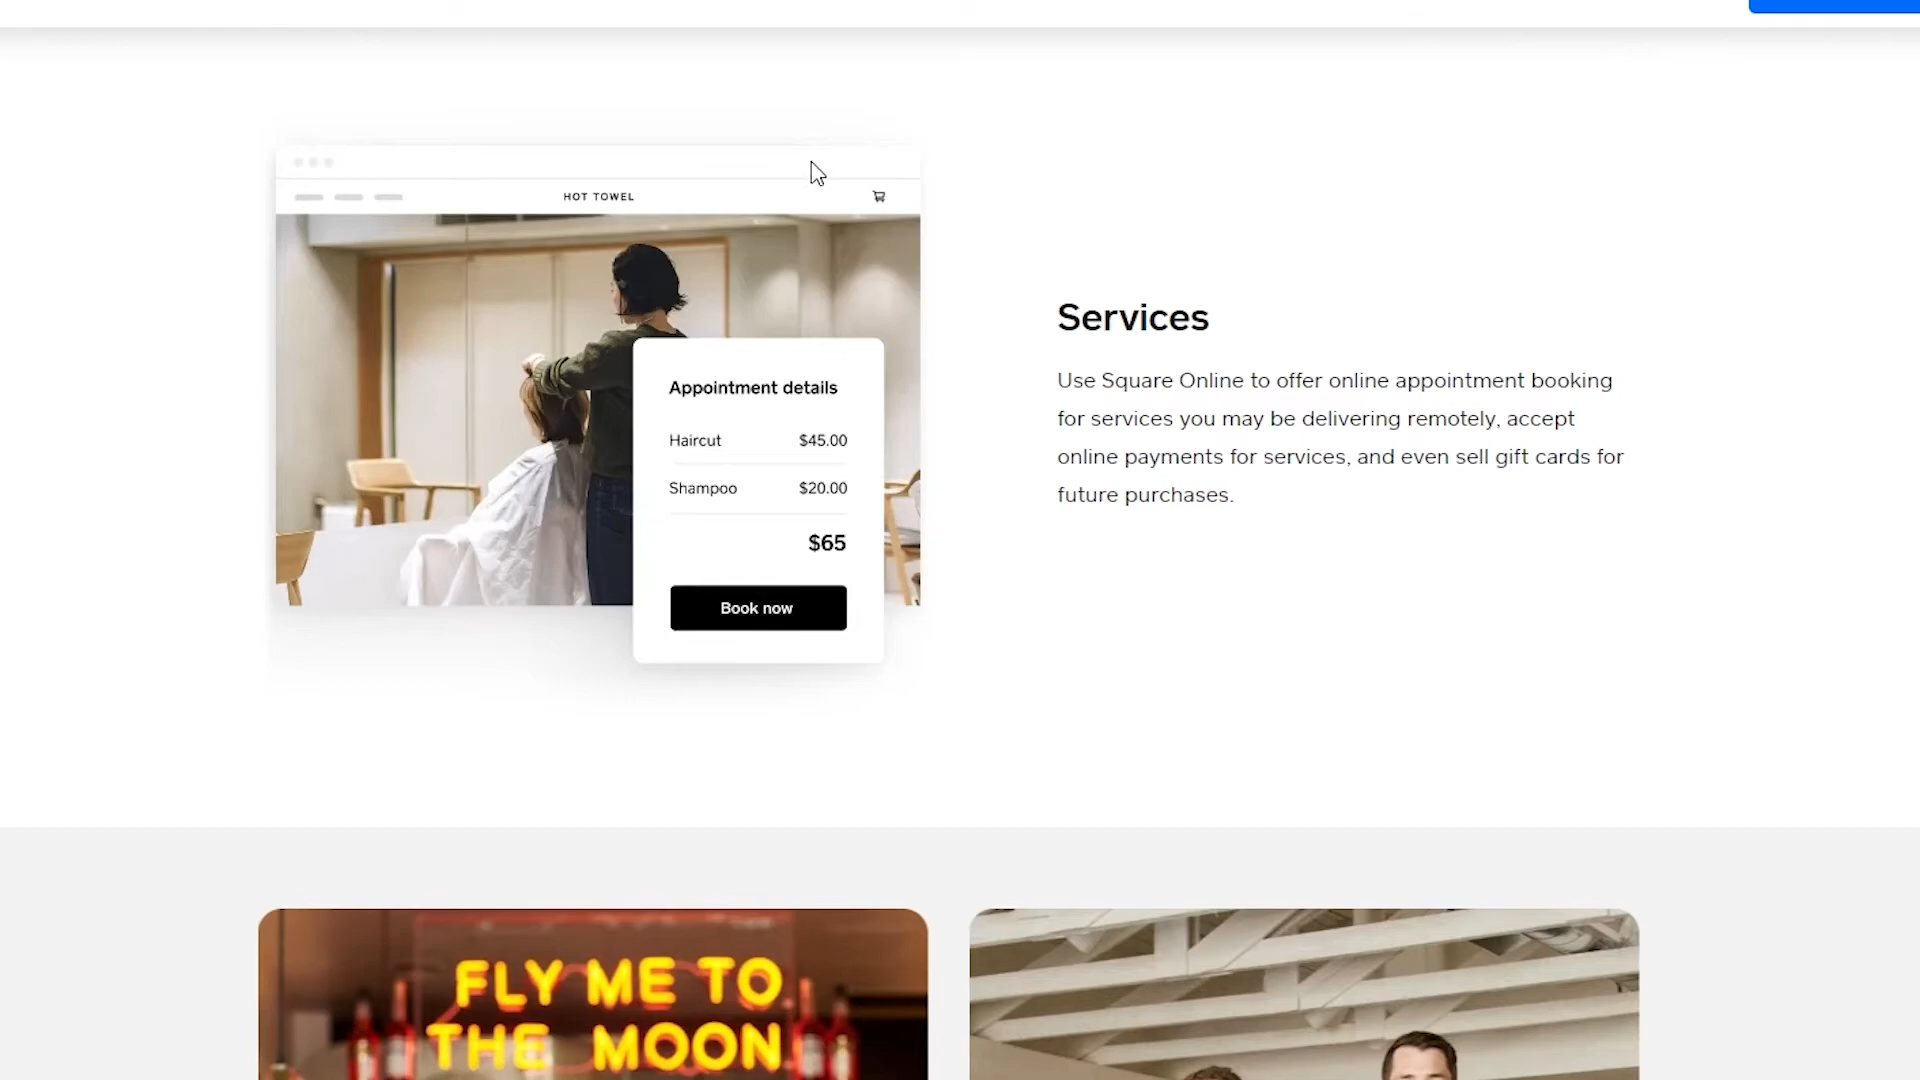 HOT TOWEL
Appointment details
Haircut $45.00
Shampoo $20.00
$65
Book now
Services
Use Square Online to offer online appointment booking
for services you may be delivering remotely, accept
online payments for services, and even sell gift cards for
future purchases.
FLY ME TO
THE MOON